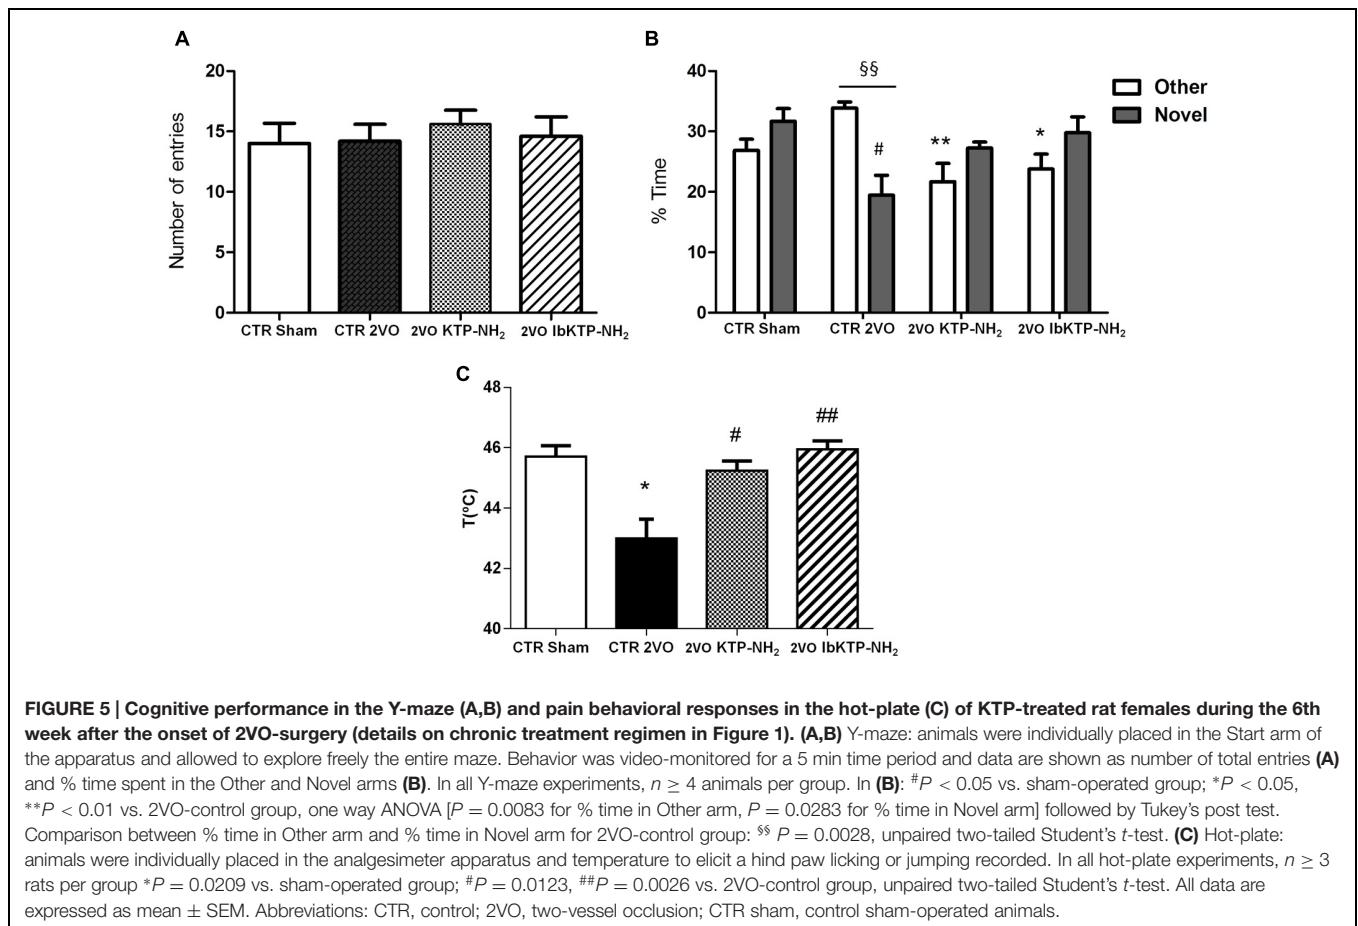 A
20
15
10
5
0
Number of entries
CTR Sham CTR 2VO 2VO KTP-NH2 2VO IbKTP-NH2
B
40
30
20
10
0
% Time
§§
#
**
*
Other
Novel
CTR Sham CTR 2VO 2VO KTP-NH2 2VO IbKTP-NH2
C
48
46
44
42
40
T(ºC)
*
#
##
CTR Sham CTR 2VO 2VO KTP-NH2 2VO IbKTP-NH2
FIGURE 5 | Cognitive performance in the Y-maze (A,B) and pain behavioral responses in the hot-plate (C) of KTP-treated rat females during the 6th
week after the onset of 2VO-surgery (details on chronic treatment regimen in Figure 1). (A,B) Y-maze: animals were individually placed in the Start arm of
the apparatus and allowed to explore freely the entire maze. Behavior was video-monitored for a 5 min time period and data are shown as number of total entries (A)
and % time spent in the Other and Novel arms (B). In all Y-maze experiments, n ≥ 4 animals per group. In (B): #P < 0.05 vs. sham-operated group; *P < 0.05,
**P < 0.01 vs. 2VO-control group, one way ANOVA [P = 0.0083 for % time in Other arm, P = 0.0283 for % time in Novel arm] followed by Tukey's post test.
Comparison between % time in Other arm and % time in Novel arm for 2VO-control group: §§ P = 0.0028, unpaired two-tailed Student's t-test. (C) Hot-plate:
animals were individually placed in the analgesimeter apparatus and temperature to elicit a hind paw licking or jumping recorded. In all hot-plate experiments, n ≥ 3
rats per group *P = 0.0209 vs. sham-operated group; #P = 0.0123, ##P = 0.0026 vs. 2VO-control group, unpaired two-tailed Student's t-test. All data are
expressed as mean ± SEM. Abbreviations: CTR, control; 2VO, two-vessel occlusion; CTR sham, control sham-operated animals.